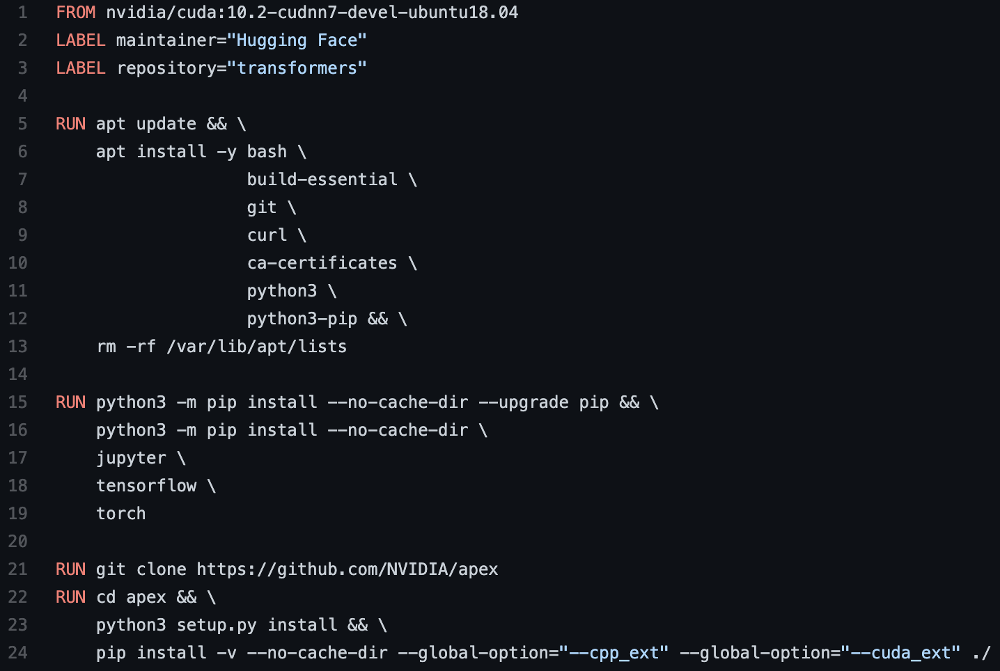 1 FROM nvidia/cuda:10.2-cudnn7-devel-ubuntu18.04
2 LABEL maintainer="Hugging Face"
3 LABEL repository="transformers"
4
5 RUN apt update && \
6     apt install -y bash \
7                    build-essential \
8                    git \
9                    curl \
10                    ca-certificates \
11                    python3 \
12                    python3-pip && \
13     rm -rf /var/lib/apt/lists
14
15 RUN python3 -m pip install --no-cache-dir --upgrade pip && \
16     python3 -m pip install --no-cache-dir \
17     jupyter \
18     tensorflow \
19     torch
20
21 RUN git clone https://github.com/NVIDIA/apex
22 RUN cd apex && \
23     python3 setup.py install && \
24     pip install -v --no-cache-dir --global-option="--cpp_ext" --global-option="--cuda_ext" ./